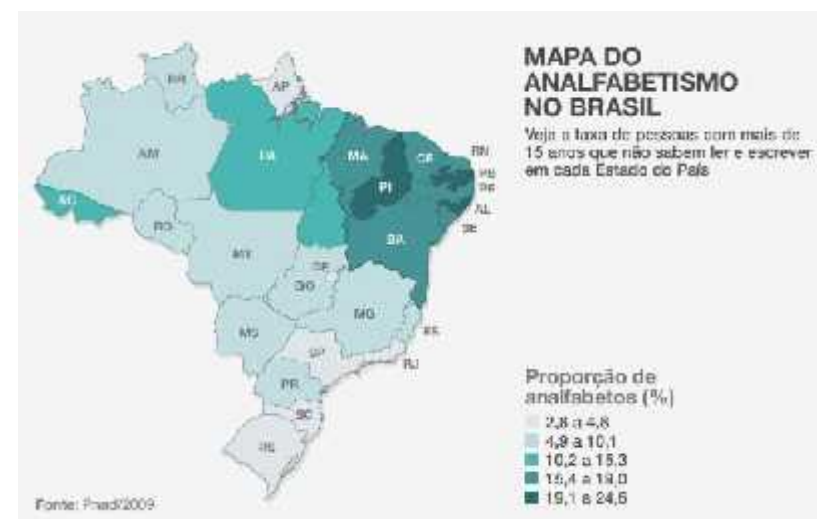 MAPA DO
ANALFABETISMO
NO BRASIL
Veja a taxa de pessoas com mais de
15 anos que não sabem ler e escrever
em cada Estado do País
RR
AP
AM
PA
MA
CE
RN
PB
PE
PI
AC
AL
SE
RO
BA
MT
DF
GO
MG
ES
MS
SP
RJ
PR
SC
RS
Proporção de
analfabetos (%)
2,8 a 4,8
4,9 a 10,1
10,2 a 15,3
15,4 a 19,0
19,1 a 24,6
Fonte: Pnad/2009